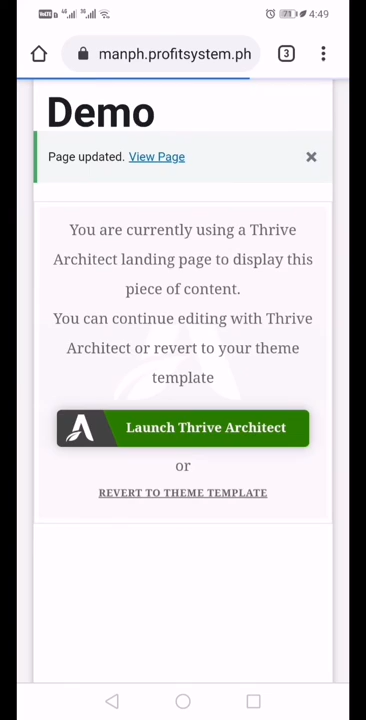 4:49
manph.profitsystem.ph
3
Demo
Page updated. View Page
You are currently using a Thrive
Architect landing page to display this
piece of content.
You can continue editing with Thrive
Architect or revert to your theme
template
Launch Thrive Architect
or
REVERT TO THEME TEMPLATE